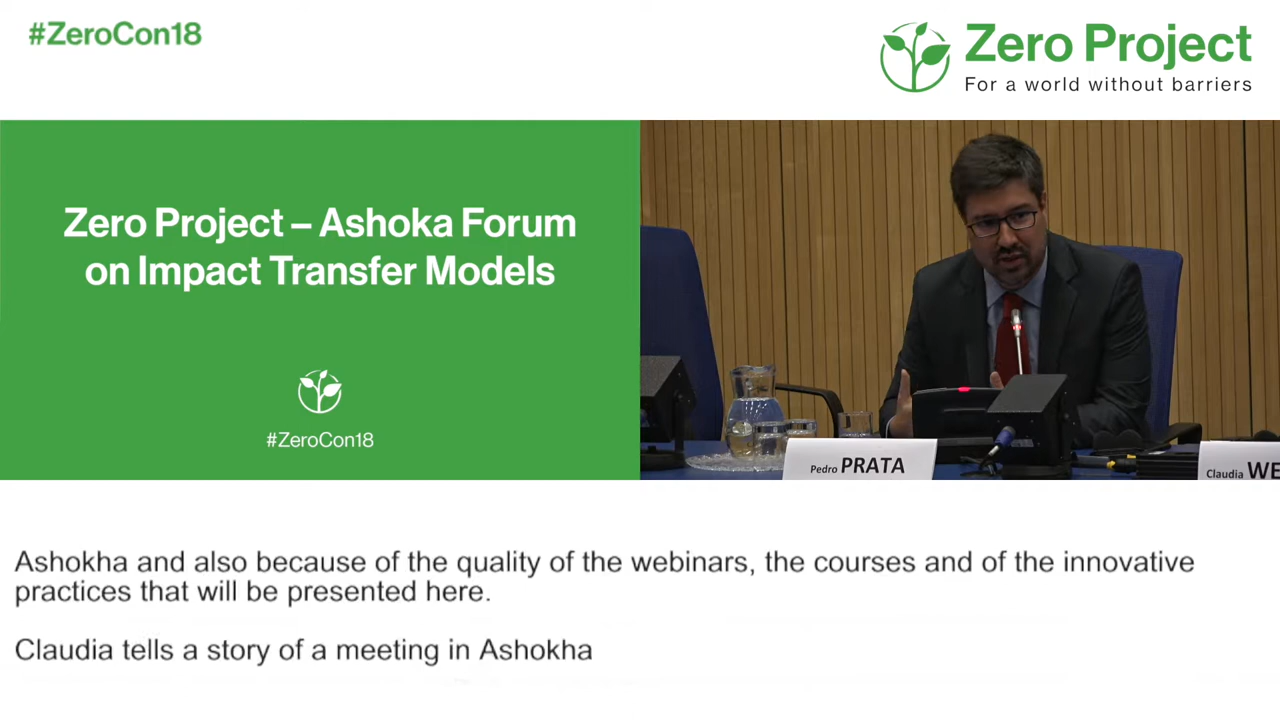 #ZeroCon18
Zero Project
For a world without barriers
Zero Project – Ashoka Forum
on Impact Transfer Models
#ZeroCon18
Pedro PRATA
Claudia WE
Ashokha and also because of the quality of the webinars, the courses and of the innovative
practices that will be presented here.
Claudia tells a story of a meeting in Ashokha